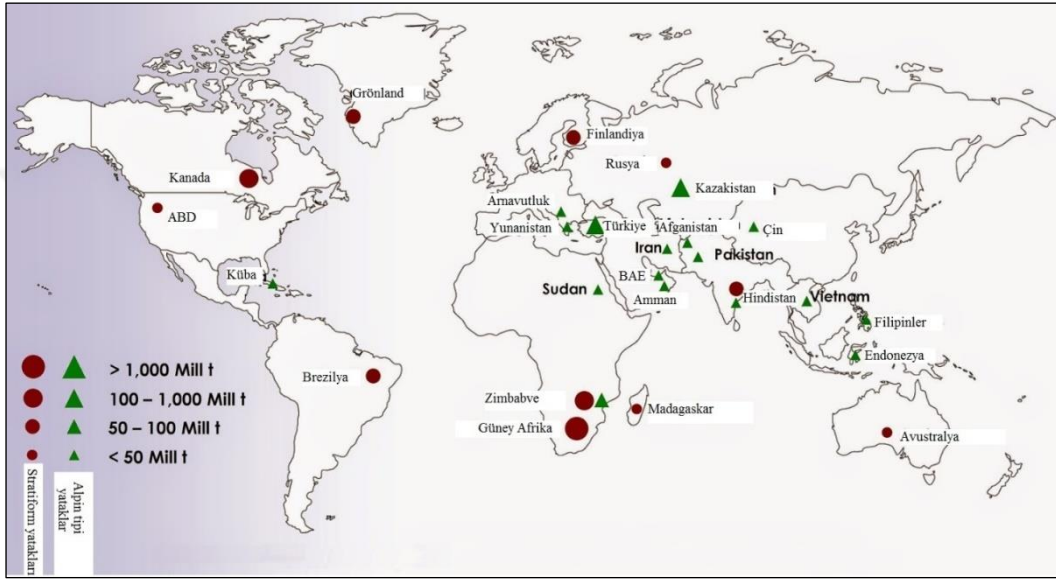 Grönland
Finlandiya
Rusya
Kanada
Kazakistan
Arnavutluk
ABD
Yunanistan
Türkiye
Afganistan
Çin
Iran
Pakistan
Küba
BAE
Sudan
Amman
Hindistan
Vietnam
Filipinler
Endonezya
> 1,000 Mill t
Brezilya
100 – 1,000 Mill t
Zimbabve
Madagaskar
50 – 100 Mill t
Güney Afrika
Avustralya
< 50 Mill t
Stratiform yatakları
Alpin tipi
yataklar